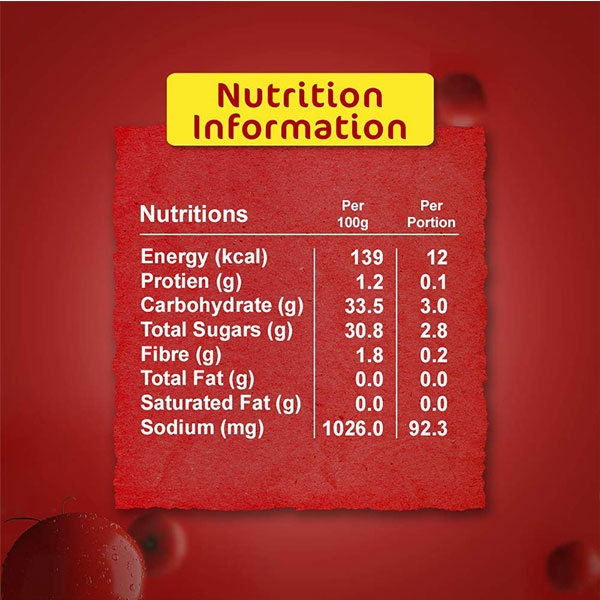 Nutrition
Information
Nutritions Per 100g Per Portion
Energy (kcal) 139 12
Protien (g) 1.2 0.1
Carbohydrate (g) 33.5 3.0
Total Sugars (g) 30.8 2.8
Fibre (g) 1.8 0.2
Total Fat (g) 0.0 0.0
Saturated Fat (g) 0.0 0.0
Sodium (mg) 1026.0 92.3